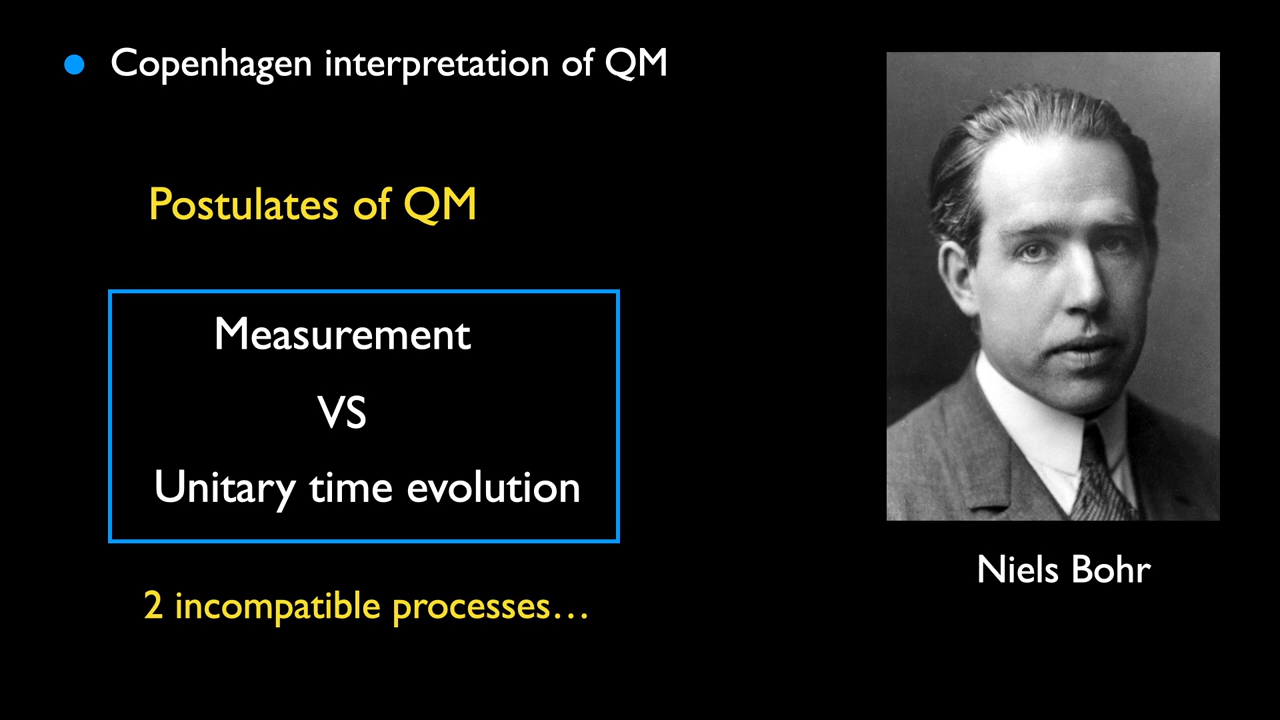 Copenhagen interpretation of QM
Postulates of QM
Measurement
VS
Unitary time evolution
2 incompatible processes…
Niels Bohr